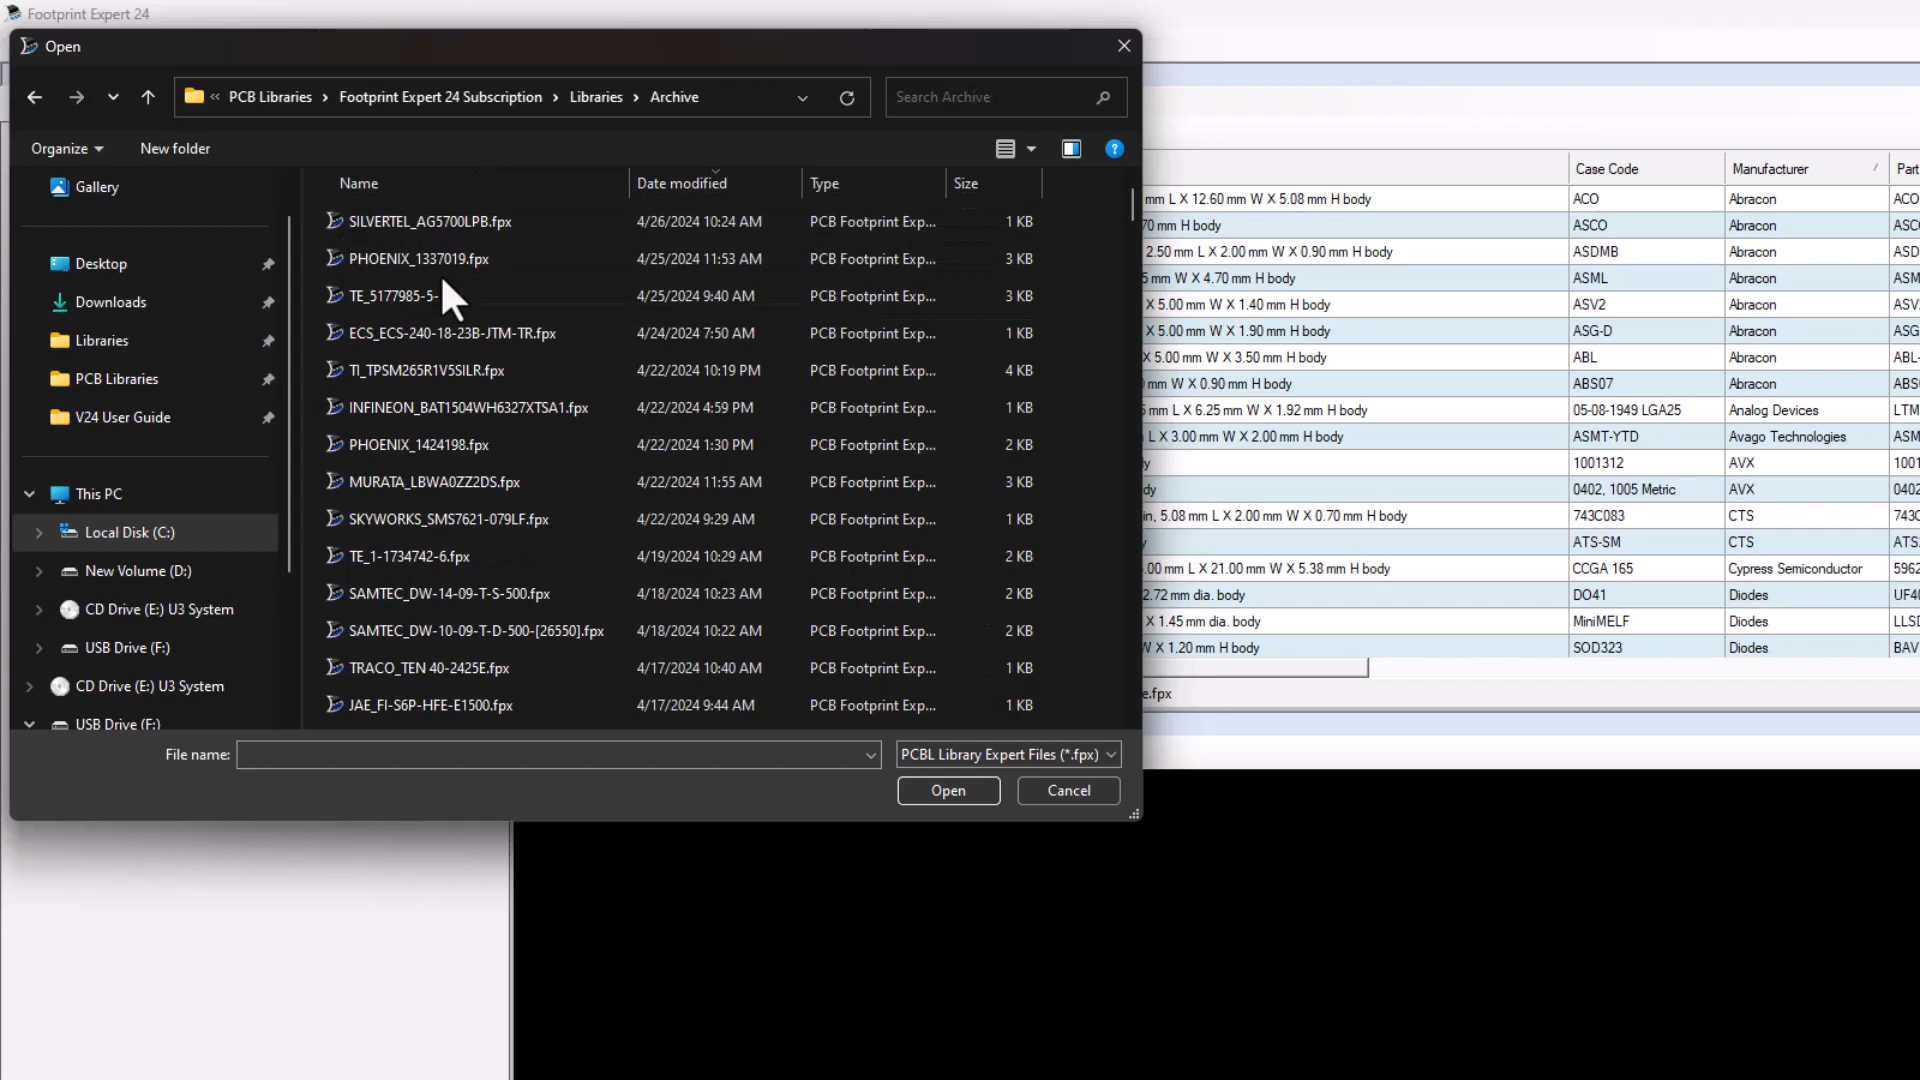 Footprint Expert 24
Open
« PCB Libraries › Footprint Expert 24 Subscription › Libraries › Archive
Search Archive
Organize
New folder
Name Date modified Type Size
Gallery
Desktop
Downloads
Libraries
PCB Libraries
V24 User Guide
This PC
Local Disk (C:)
New Volume (D:)
CD Drive (E:) U3 System
USB Drive (F:)
CD Drive (E:) U3 System
USB Drive (F:)
SILVERTEL_AG5700LPB.fpx 4/26/2024 10:24 AM PCB Footprint Exp... 1 KB
PHOENIX_1337019.fpx 4/25/2024 11:53 AM PCB Footprint Exp... 3 KB
TE_5177985-5- 4/25/2024 9:40 AM PCB Footprint Exp... 3 KB
ECS_ECS-240-18-23B-JTM-TR.fpx 4/24/2024 7:50 AM PCB Footprint Exp... 1 KB
TI_TPSM265R1V5SILR.fpx 4/22/2024 10:19 PM PCB Footprint Exp... 4 KB
INFINEON_BAT1504WH6327XTSA1.fpx 4/22/2024 4:59 PM PCB Footprint Exp... 1 KB
PHOENIX_1424198.fpx 4/22/2024 1:30 PM PCB Footprint Exp... 2 KB
MURATA_LBWA0ZZ2DS.fpx 4/22/2024 11:55 AM PCB Footprint Exp... 3 KB
SKYWORKS_SMS7621-079LF.fpx 4/22/2024 9:29 AM PCB Footprint Exp... 1 KB
TE_1-1734742-6.fpx 4/19/2024 10:29 AM PCB Footprint Exp... 2 KB
SAMTEC_DW-14-09-T-S-500.fpx 4/18/2024 10:23 AM PCB Footprint Exp... 2 KB
SAMTEC_DW-10-09-T-D-500-[26550].fpx 4/18/2024 10:22 AM PCB Footprint Exp... 2 KB
TRACO_TEN 40-2425E.fpx 4/17/2024 10:40 AM PCB Footprint Exp... 1 KB
JAE_FI-S6P-HFE-E1500.fpx 4/17/2024 9:44 AM PCB Footprint Exp... 1 KB
File name:
PCBL Library Expert Files (*.fpx)
Open
Cancel
Case Code Manufacturer Part
mm L X 12.60 mm W X 5.08 mm H body ACO Abracon ACO
70 mm H body ASCO Abracon ASC
2.50 mm L X 2.00 mm W X 0.90 mm H body ASDMB Abracon ASD
5 mm W X 4.70 mm H body ASML Abracon ASM
X 5.00 mm W X 1.40 mm H body ASV2 Abracon ASV
X 5.00 mm W X 1.90 mm H body ASG-D Abracon ASG
X 5.00 mm W X 3.50 mm H body ABL Abracon ABL-
mm W X 0.90 mm H body ABS07 Abracon ABS0
5 mm L X 6.25 mm W X 1.92 mm H body 05-08-1949 LGA25 Analog Devices LTM
L X 3.00 mm W X 2.00 mm H body ASMT-YTD Avago Technologies ASM
y 1001312 AVX 1001
dy 0402, 1005 Metric AVX 0402
in, 5.08 mm L X 2.00 mm W X 0.70 mm H body 743C083 CTS 743C
y ATS-SM CTS ATS
.00 mm L X 21.00 mm W X 5.38 mm H body CCGA 165 Cypress Semiconductor 5962
2.72 mm dia. body DO41 Diodes UF40
X 1.45 mm dia. body MiniMELF Diodes LLSD
W X 1.20 mm H body SOD323 Diodes BAV
e.fpx